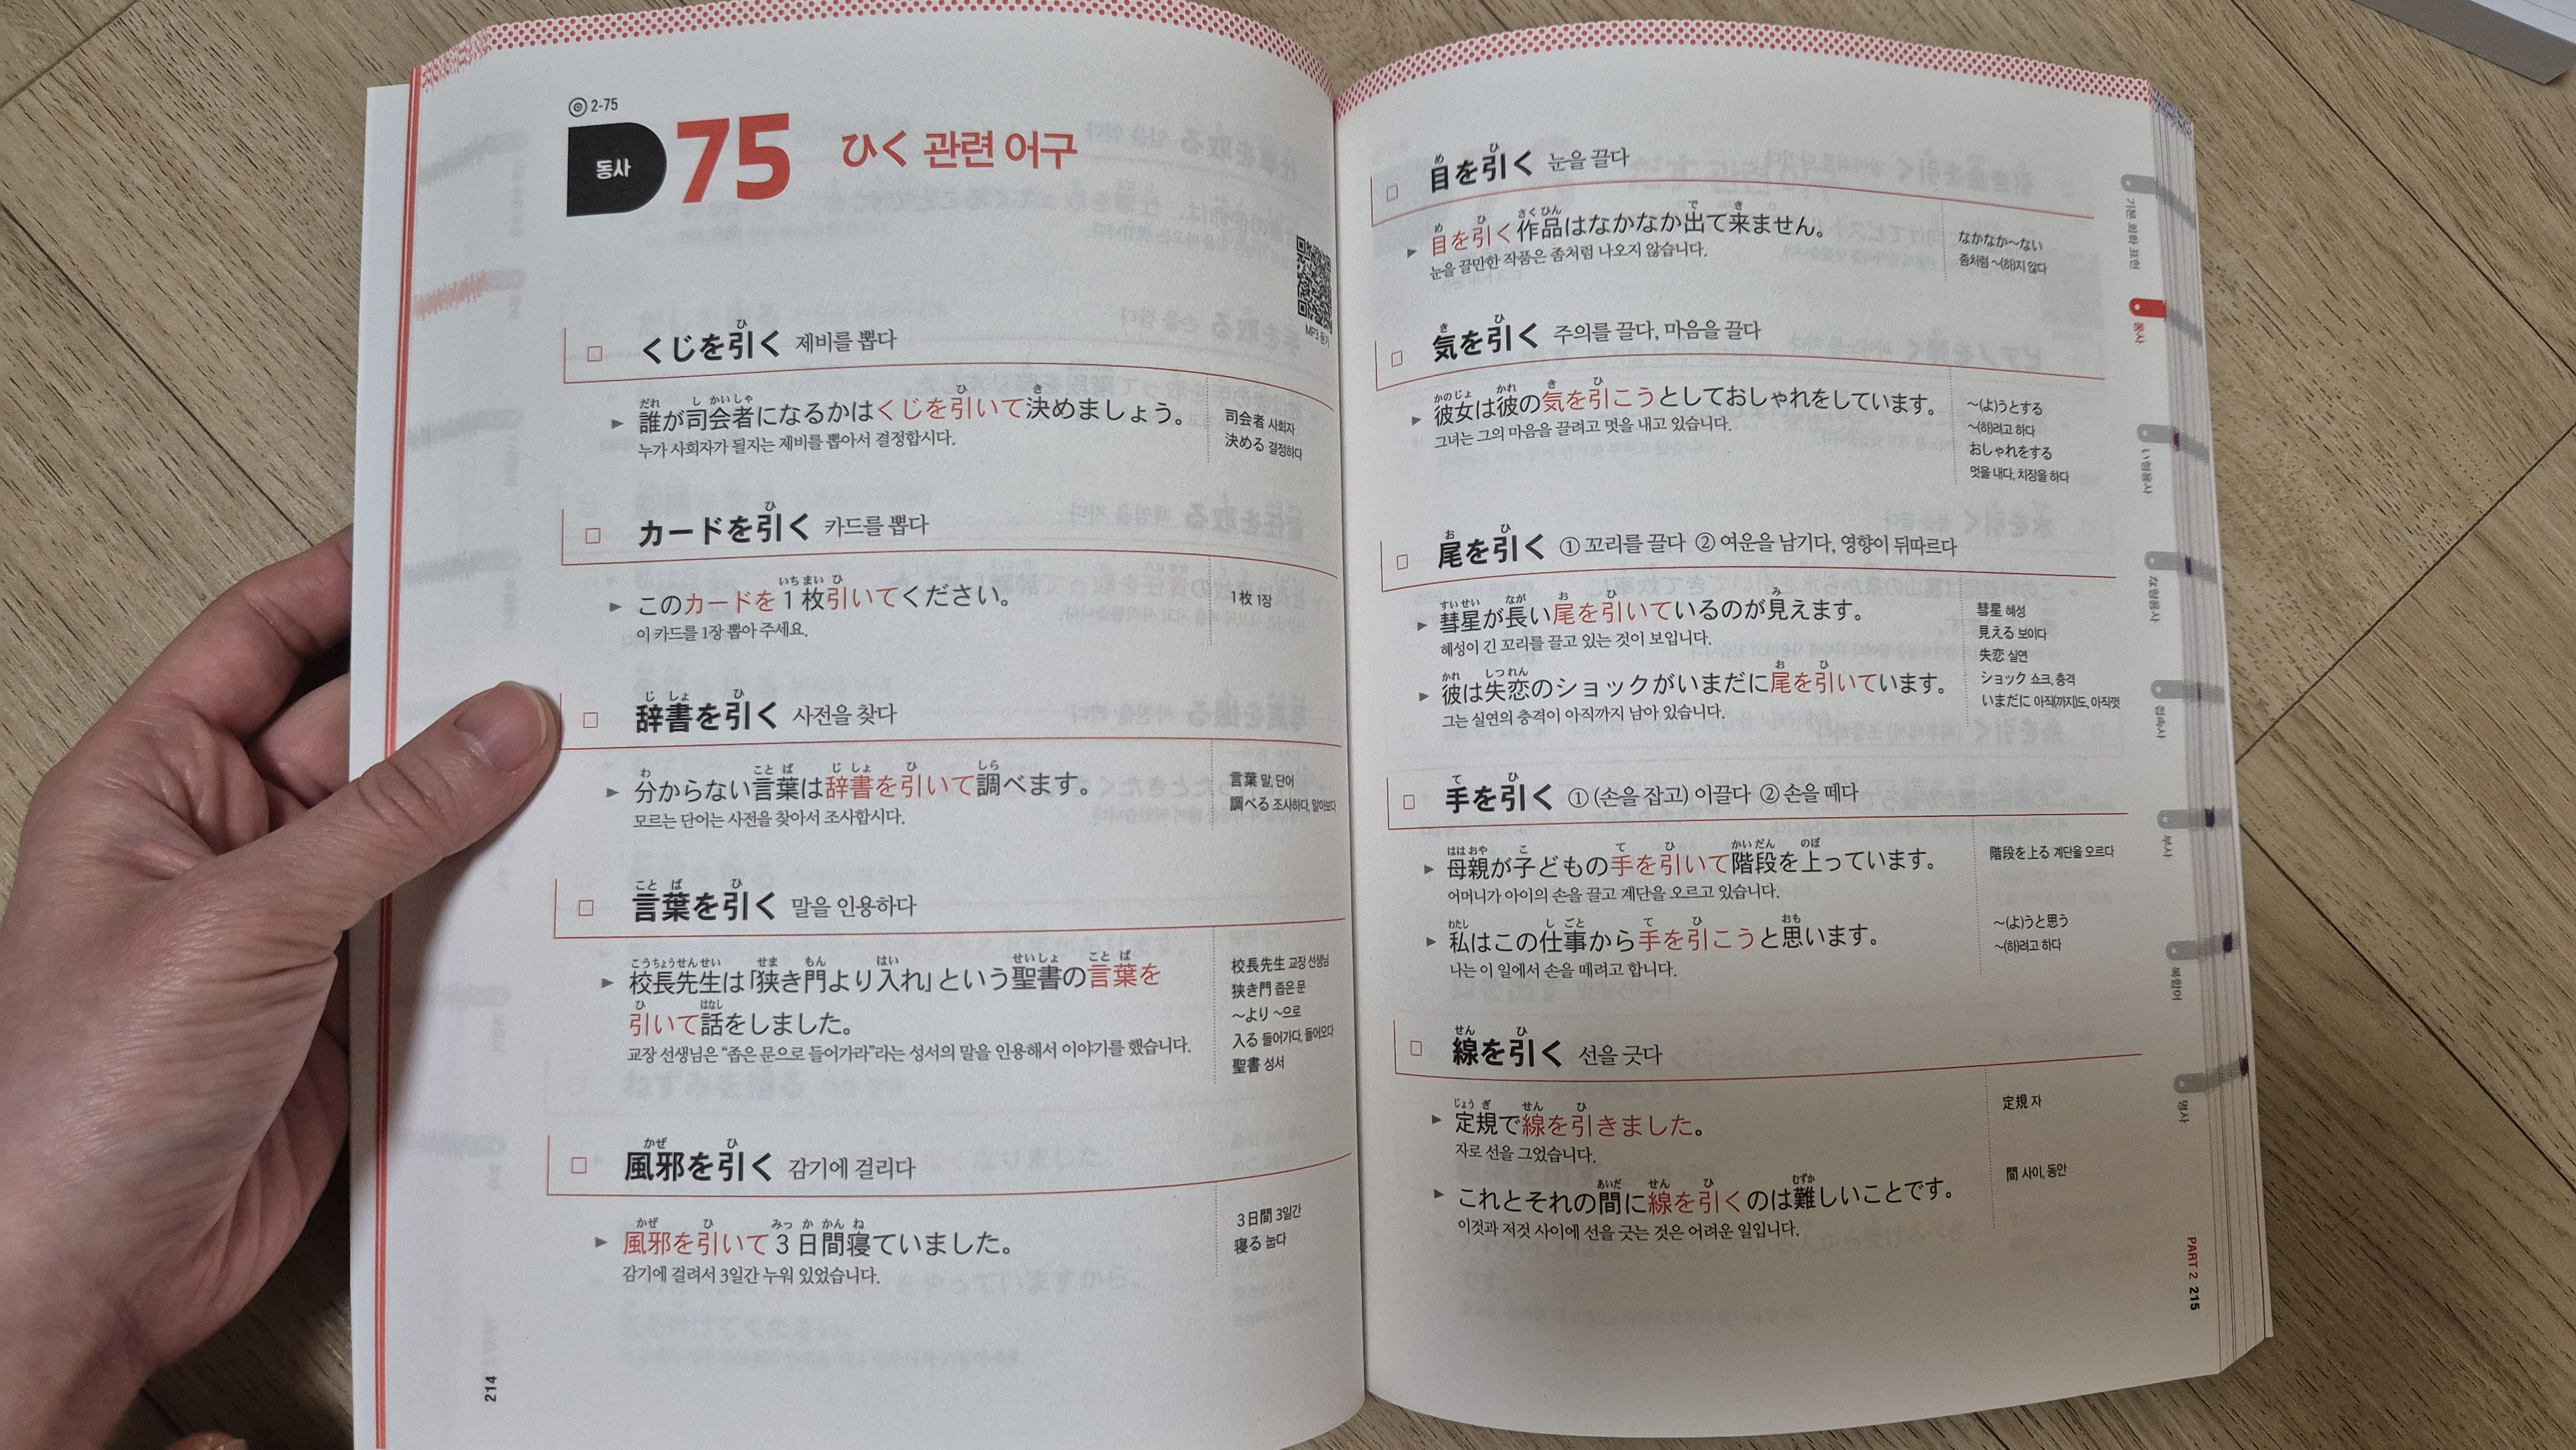 2-75
동사
75 ひく 관련 어구
MP3 듣기
くじを引く 제비를 뽑다
誰が司会者になるかはくじを引いて決めましょう。
누가 사회자가 될지는 제비를 뽑아서 결정합시다.
司会者 사회자
決める 결정하다
カードを引く 카드를 뽑다
このカードを1枚引いてください。
이 카드를 1장 뽑아 주세요.
1枚 1장
辞書を引く 사전을 찾다
分からない言葉は辞書を引いて調べます。
모르는 단어는 사전을 찾아서 조사합시다.
言葉 말, 단어
調べる 조사하다, 알아보다
言葉を引く 말을 인용하다
校長先生は「狭き門より入れ」という聖書の言葉を
引いて話をしました。
교장 선생님은 “좁은 문으로 들어가라”라는 성서의 말을 인용해서 이야기를 했습니다.
校長先生 교장 선생님
狭き門 좁은 문
～より ~으로
入る 들어가다, 들어오다
聖書 성서
風邪を引く 감기에 걸리다
風邪を引いて3日間寝ていました。
감기에 걸려서 3일간 누워 있었습니다.
3日間 3일간
寝る 눕다
214
目を引く 눈을 끌다
目を引く作品はなかなか出て来ません。
눈을 끌만한 작품은 좀처럼 나오지 않습니다.
なかなか～ない
좀처럼 ~(하)지 않다
気を引く 주의를 끌다, 마음을 끌다
彼女は彼の気を引こうとしておしゃれをしています。
그녀는 그의 마음을 끌려고 멋을 내고 있습니다.
～(よ)うとする
~(하)려고 하다
おしゃれをする
멋을 내다, 치장을 하다
尾を引く ① 꼬리를 끌다 ② 여운을 남기다, 영향이 뒤따르다
彗星が長い尾を引いているのが見えます。
혜성이 긴 꼬리를 끌고 있는 것이 보입니다.
彼は失恋のショックがいまだに尾を引いています。
그는 실연의 충격이 아직까지 남아 있습니다.
彗星 혜성
見える 보이다
失恋 실연
ショック 쇼크, 충격
いまだに 아직(까지)도, 아직껏
手を引く ① (손을 잡고) 이끌다 ② 손을 떼다
母親が子どもの手を引いて階段を上っています。
어머니가 아이의 손을 끌고 계단을 오르고 있습니다.
私はこの仕事から手を引こうと思います。
나는 이 일에서 손을 떼려고 합니다.
階段を上る 계단을 오르다
～(よ)うと思う
~(하)려고 하다
線を引く 선을 긋다
定規で線を引きました。
자로 선을 그었습니다.
これとそれの間に線を引くのは難しいことです。
이것과 저것 사이에 선을 긋는 것은 어려운 일입니다.
定規 자
間 사이, 동안
기본 회화 표현
동사
い형용사
な형용사
접속사
부사
복합어
명사
PART 2 215